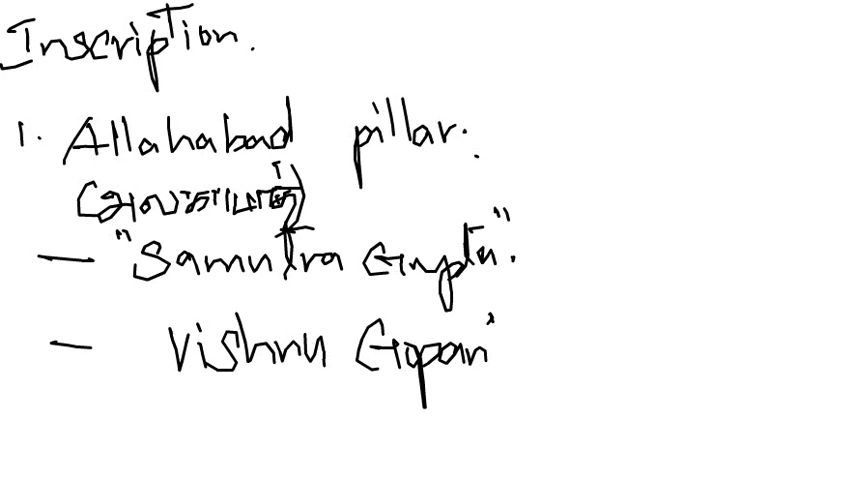 Inscription.
1. Allahabad pillar.
— "Samutra Gupta".
— Vishnu Gopan'